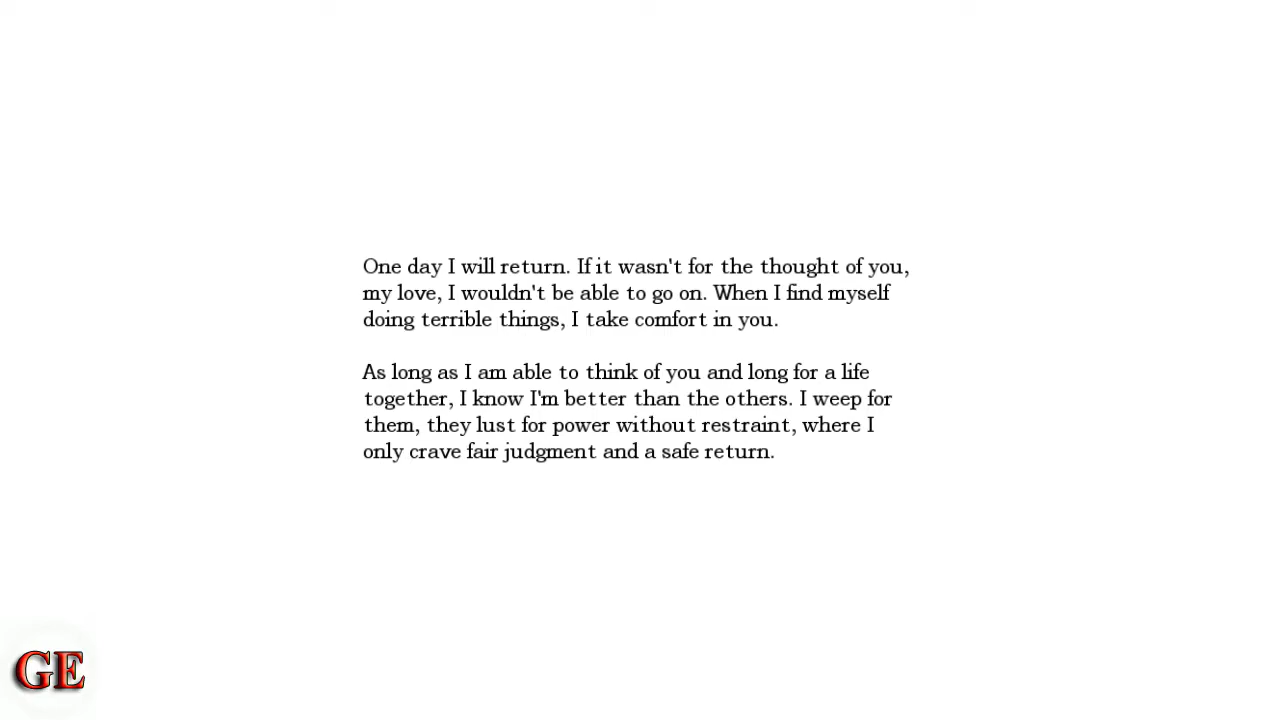 One day I will return. If it wasn't for the thought of you,
my love, I wouldn't be able to go on. When I find myself
doing terrible things, I take comfort in you.
As long as I am able to think of you and long for a life
together, I know I'm better than the others. I weep for
them, they lust for power without restraint, where I
only crave fair judgment and a safe return.
GE